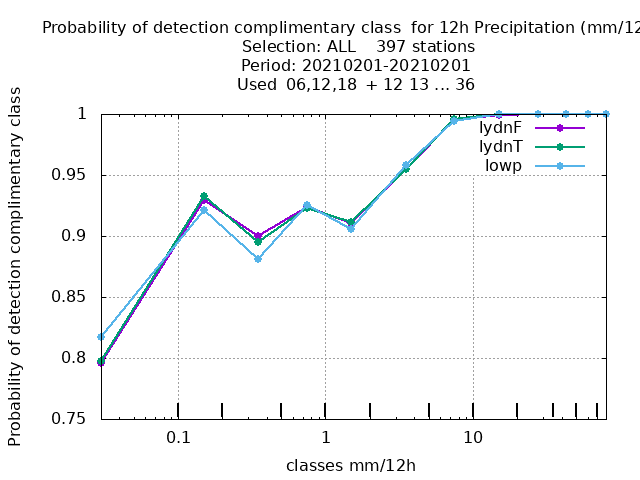 Probability of detection complimentary class for 12h Precipitation (mm/12
Selection: ALL 397 stations
Period: 20210201-20210201
Used 06,12,18 + 12 13 ... 36
Probability of detection complimentary class
1
0.95
0.9
0.85
0.8
0.75
lydnF
lydnT
lowp
0.1
1
10
classes mm/12h